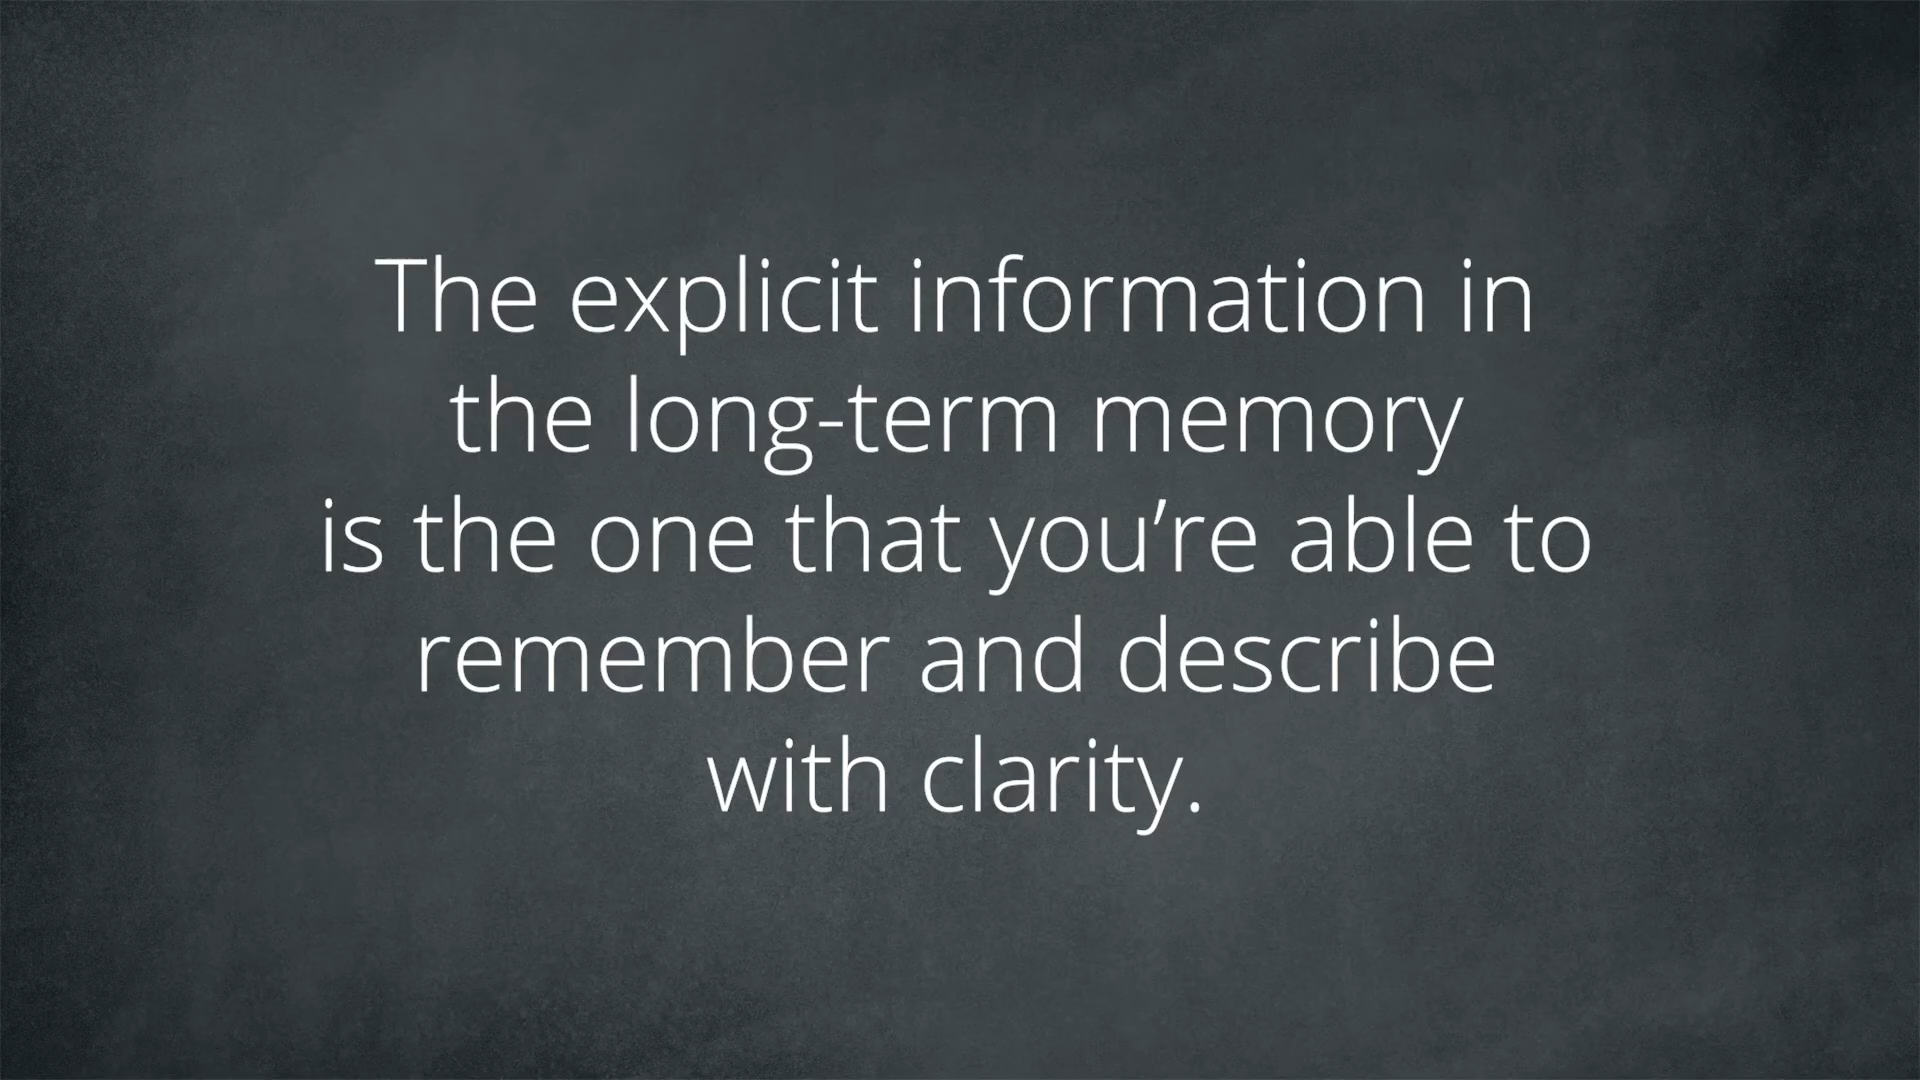 The explicit information in
the long-term memory
is the one that you’re able to
remember and describe
with clarity.